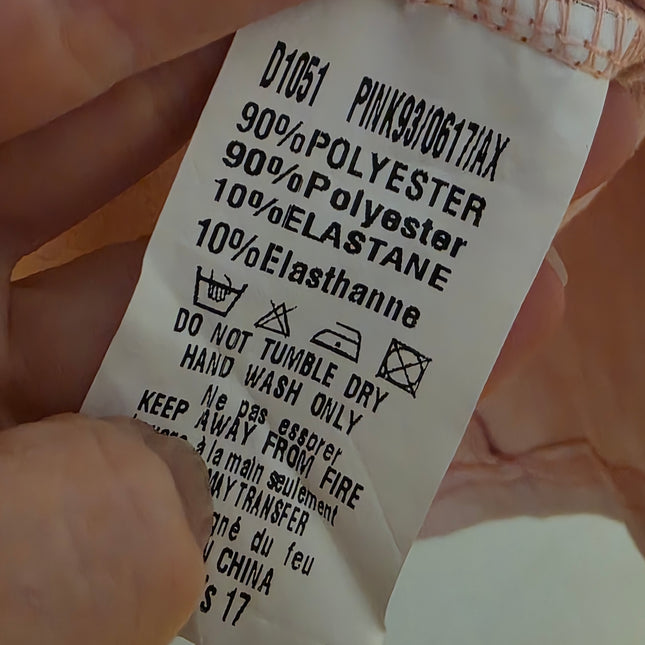 D1051 PINK93/0617/AX
90%POLYESTER
90%Polyester
10%ELASTANE
10%Elasthanne
DO NOT TUMBLE DRY
HAND WASH ONLY
Ne pas essorer
KEEP AWAY FROM FIRE
à la main seulement
TRANSFER
du feu
CHINA
17